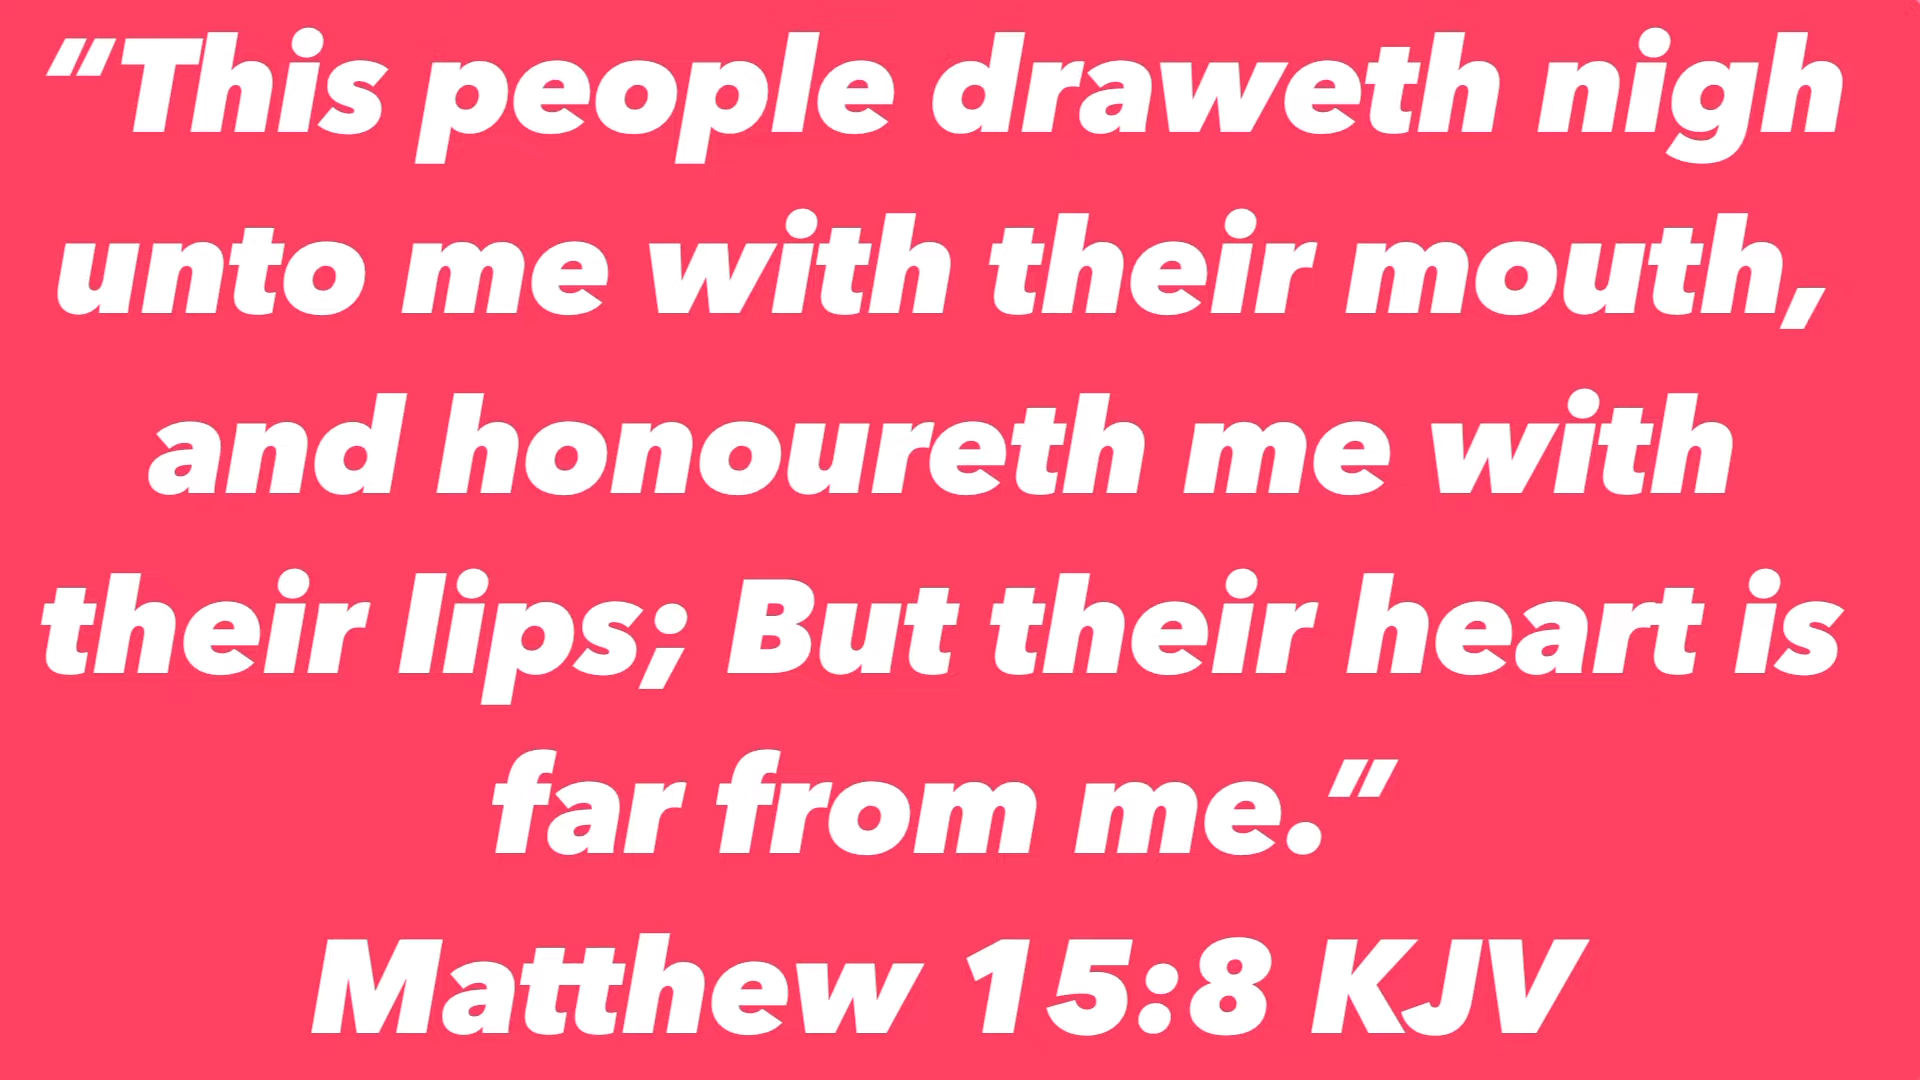 “This people draweth nigh
unto me with their mouth,
and honoureth me with
their lips; But their heart is
far from me.”
Matthew 15:8 KJV